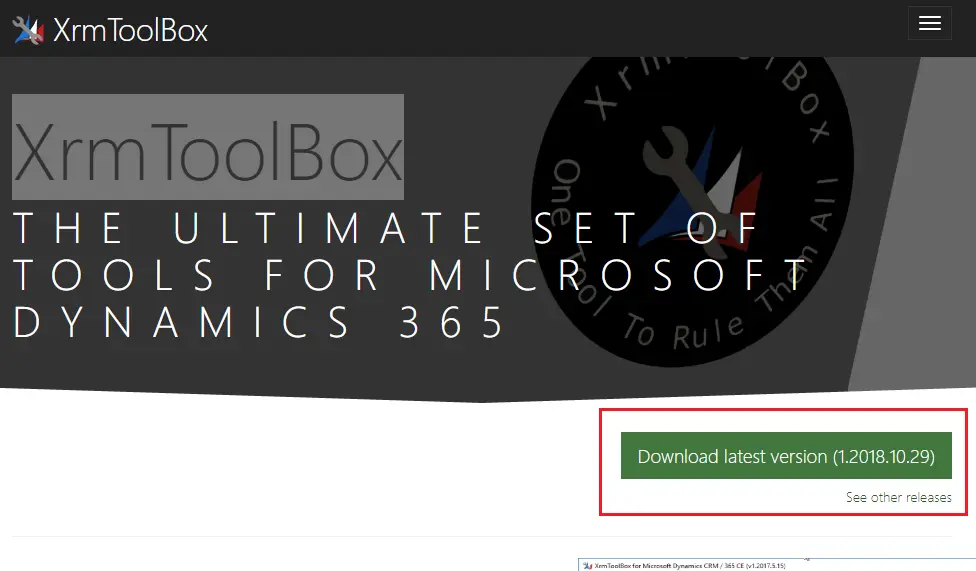 XrmToolBox
XrmToolBox
THE ULTIMATE SET OF
TOOLS FOR MICROSOFT
DYNAMICS 365
XrmToolBox
One Tool To Rule Them All
Download latest version (1.2018.10.29)
See other releases
XrmToolBox for Microsoft Dynamics CRM / 365 CE (v1.2017.5.15)